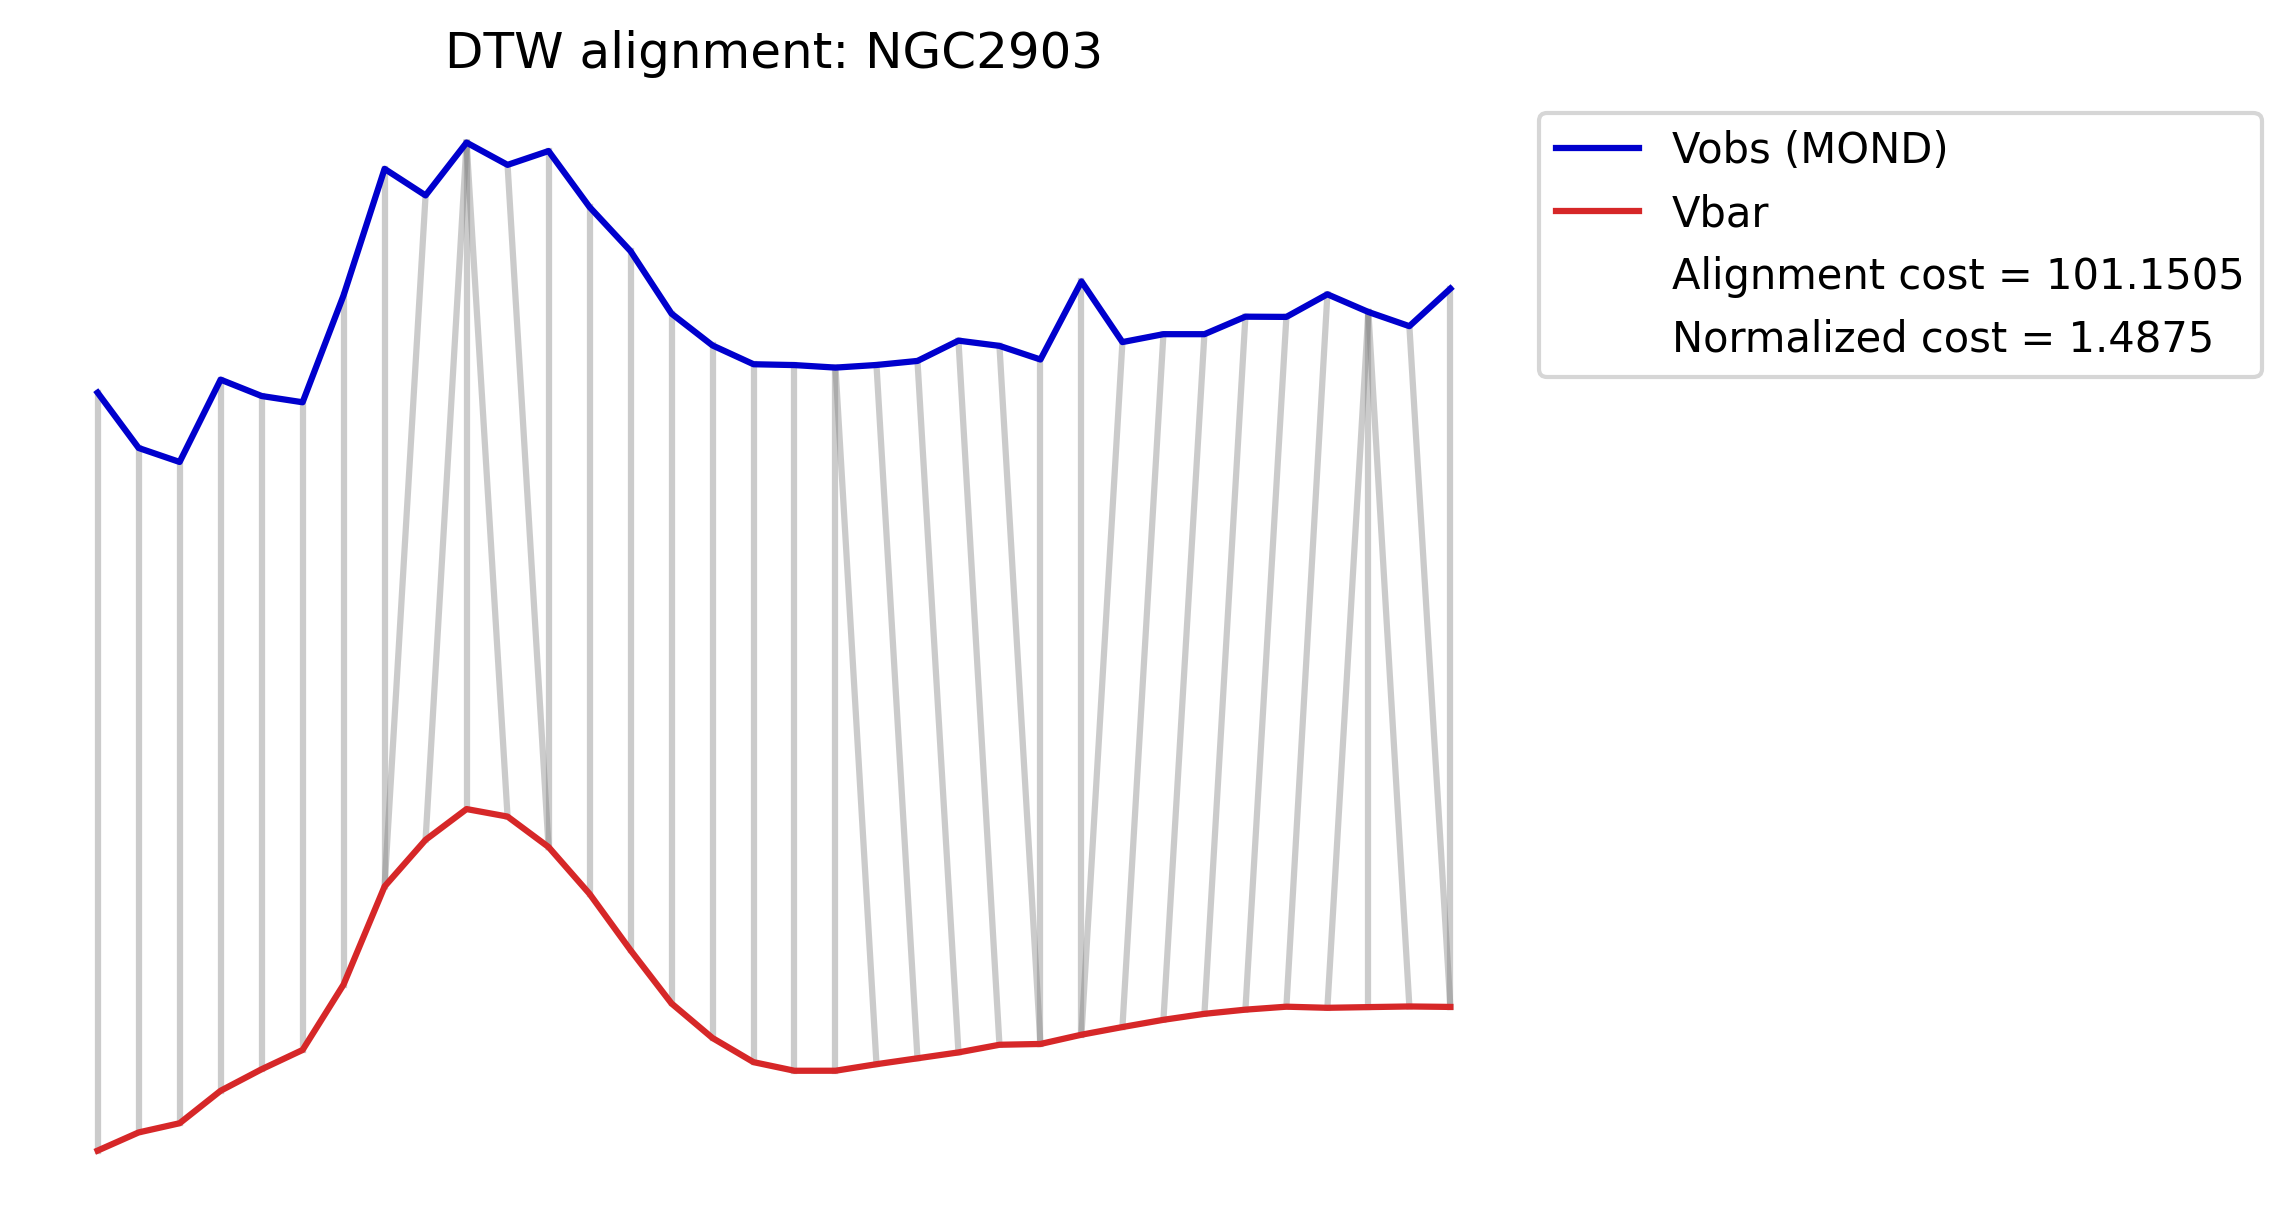 DTW alignment: NGC2903
Vobs (MOND)
Vbar
Alignment cost = 101.1505
Normalized cost = 1.4875